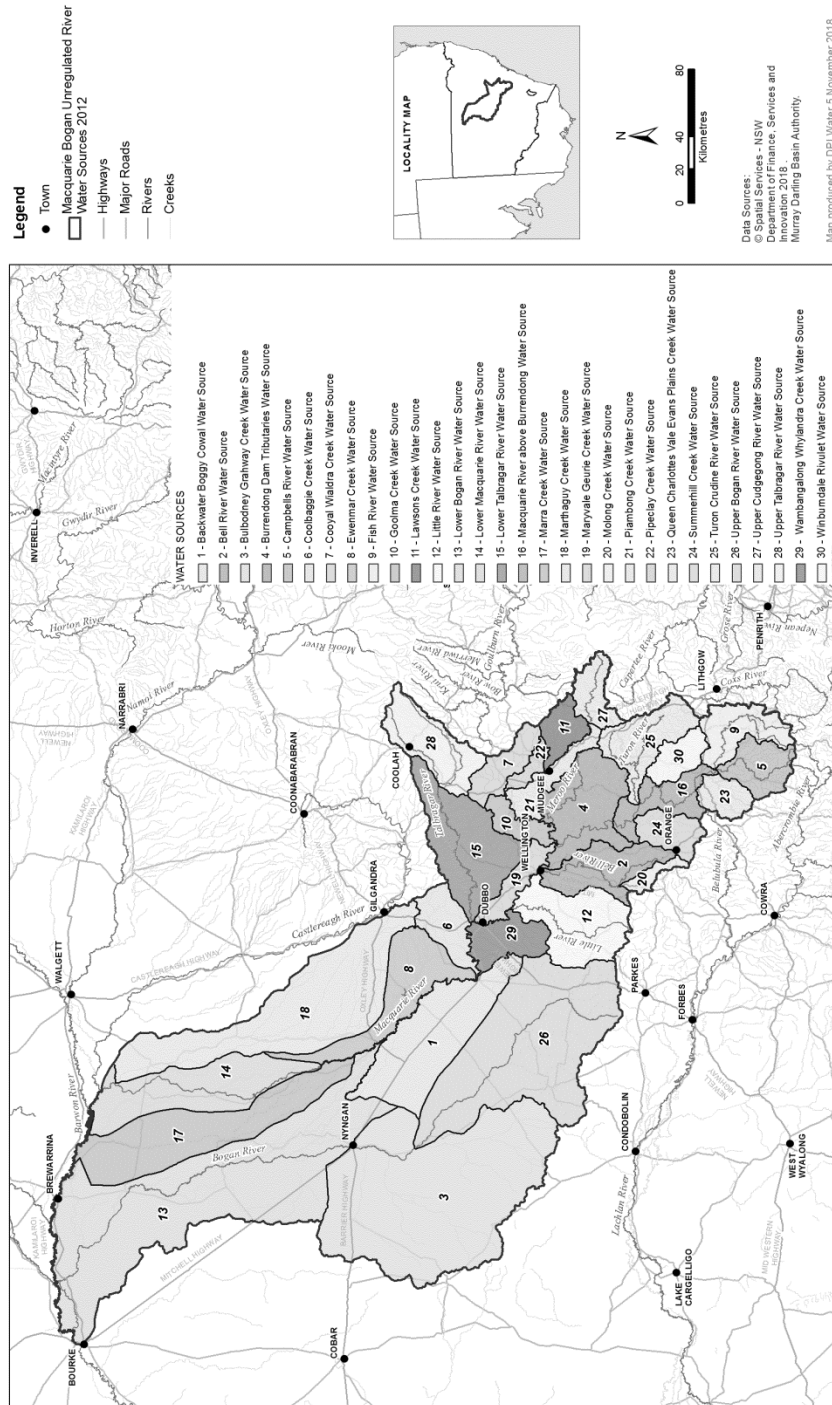 Legend
Town
Macquarie Bogan Unregulated River
Water Sources 2012
Highways
Major Roads
Rivers
Creeks
LOCALITY MAP
N
0 20 40 80
Kilometres
Data Sources:
© Spatial Services - NSW
Department of Finance, Services and
Innovation 2018 .
Murray Darling Basin Authority.
Map produced by DPI Water 5 November 2018
WATER SOURCES
1 - Backwater Boggy Cowal Water Source
2 - Bell River Water Source
3 - Bulbodney Grahway Creek Water Source
4 - Burrendong Dam Tributaries Water Source
5 - Campbells River Water Source
6 - Coolbaggie Creek Water Source
7 - Cooyal Wialdra Creek Water Source
8 - Ewenmar Creek Water Source
9 - Fish River Water Source
10 - Goolma Creek Water Source
11 - Lawsons Creek Water Source
12 - Little River Water Source
13 - Lower Bogan River Water Source
14 - Lower Macquarie River Water Source
15 - Lower Talbragar River Water Source
16 - Macquarie River above Burrendong Water Source
17 - Marra Creek Water Source
18 - Marthaguy Creek Water Source
19 - Maryvale Geurie Creek Water Source
20 - Molong Creek Water Source
21 - Piambong Creek Water Source
22 - Pipeclay Creek Water Source
23 - Queen Charlottes Vale Evans Plains Creek Water Source
24 - Summerhill Creek Water Source
25 - Turon Crudine River Water Source
26 - Upper Bogan River Water Source
27 - Upper Cudgegong River Water Source
28 - Upper Talbragar River Water Source
29 - Wambangalong Whylandra Creek Water Source
30 - Winburndale Rivulet Water Source
INVERELL
Macintyre River
Gwydir River
Horton River
NARRABRI
Namoi River
NEWELL
HIGHWAY
KAMILAROI
HIGHWAY
OXLEY HIGHWAY
Mooki River
COONABARABRAN
NEWELL HIGHWAY
WALGETT
CASTLEREAGH HIGHWAY
Castlereagh River
GILGANDRA
COOLAH
Talbragar River
28
Krui River
Bow River
Merriwa River
Goulburn River
BREWARRINA
Barwon River
KAMILAROI
HIGHWAY
BOURKE
MITCHELL HIGHWAY
13
17
14
18
Bogan River
OXLEY HIGHWAY
Macquarie River
8
6
15
DUBBO
29
19
WELLINGTON
10
7
21
22
MUDGEE
11
27
Capertee River
COBAR
BARRIER HIGHWAY
NYNGAN
1
3
26
12
Little River
Bell River
2
4
Turon River
25
30
20
24
ORANGE
16
23
5
9
LITHGOW
Coxs River
Grose River
PENRITH
Nepean River
Belubula River
Abercrombie River
COWRA
PARKES
FORBES
NEWELL
HIGHWAY
CONDOBOLIN
Lachlan River
WEST
WYALONG
MID WESTERN
HIGHWAY
LAKE
CARGELLIGO